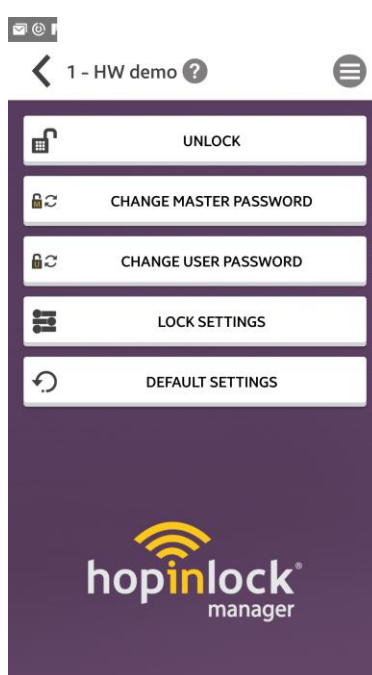 1 - HW demo ?
UNLOCK
CHANGE MASTER PASSWORD
CHANGE USER PASSWORD
LOCK SETTINGS
DEFAULT SETTINGS
hopinlock®
manager